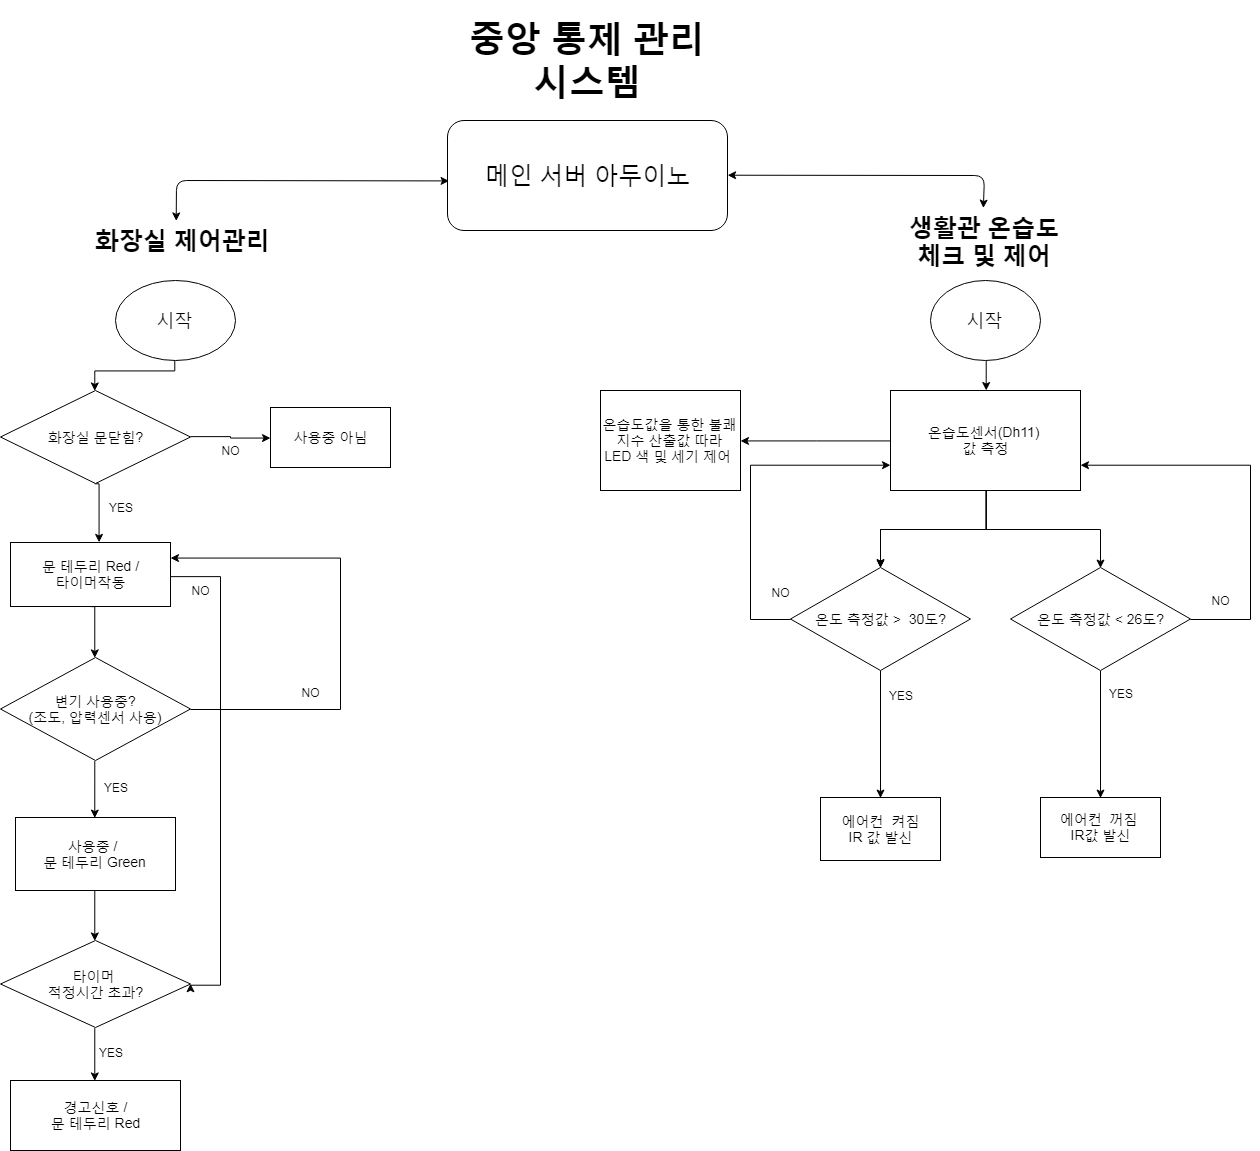 중앙 통제 관리
시스템
메인 서버 아두이노
화장실 제어관리
시작
화장실 문닫힘?
NO
사용중 아님
YES
문 테두리 Red /
타이머작동
NO
변기 사용중?
(조도, 압력센서 사용)
NO
YES
사용중 /
문 테두리 Green
타이머
적정시간 초과?
YES
경고신호 /
문 테두리 Red
생활관 온습도
체크 및 제어
시작
온습도센서(Dh11)
값 측정
온습도값을 통한 불쾌
지수 산출값 따라
LED 색 및 세기 제어
NO
온도 측정값 > 30도?
YES
에어컨 켜짐
IR 값 발신
온도 측정값 < 26도?
NO
YES
에어컨 꺼짐
IR값 발신